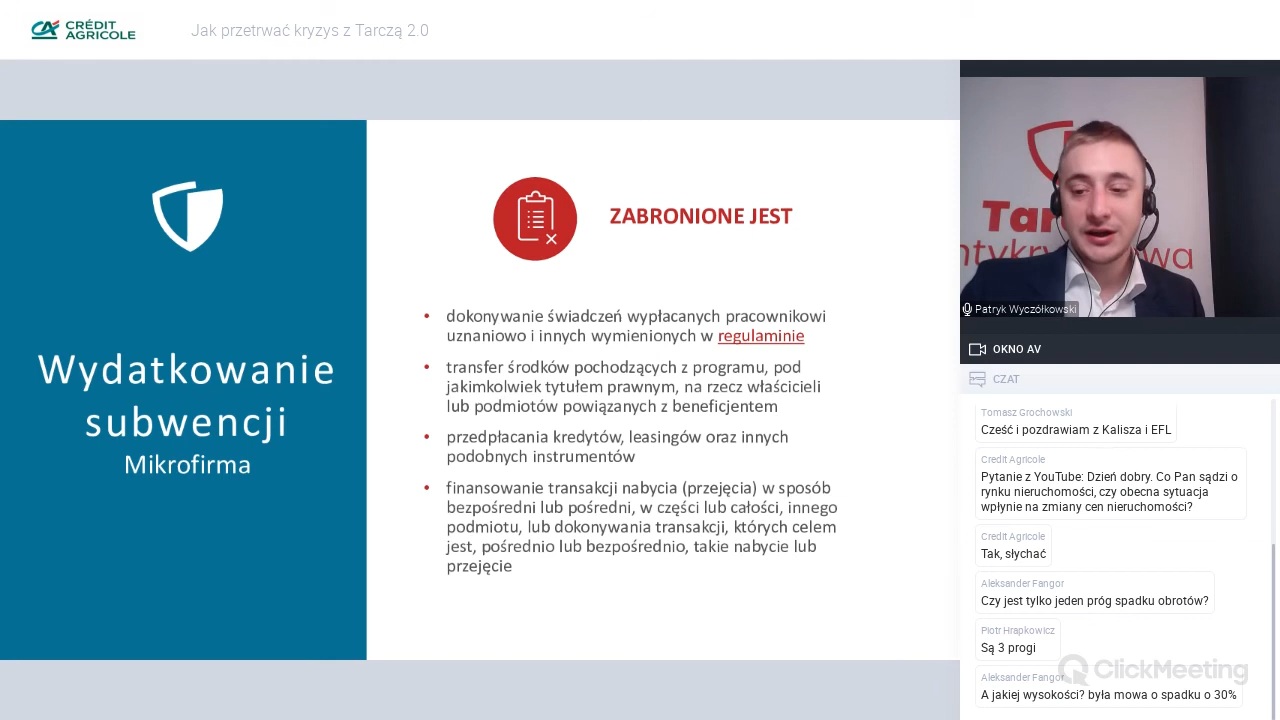 CRÉDIT
AGRICOLE
Jak przetrwać kryzys z Tarczą 2.0
Wydatkowanie
subwencji
Mikrofirma
ZABRONIONE JEST
• dokonywanie świadczeń wypłacanych pracownikowi
uznaniowo i innych wymienionych w regulaminie
• transfer środków pochodzących z programu, pod
jakimkolwiek tytułem prawnym, na rzecz właścicieli
lub podmiotów powiązanych z beneficjentem
• przedpłacania kredytów, leasingów oraz innych
podobnych instrumentów
• finansowanie transakcji nabycia (przejęcia) w sposób
bezpośredni lub pośredni, w części lub całości, innego
podmiotu, lub dokonywania transakcji, których celem
jest, pośrednio lub bezpośrednio, takie nabycie lub
przejęcie
Patryk Wyczółkowski
OKNO AV
CZAT
Tomasz Grochowski
Cześć i pozdrawiam z Kalisza i EFL
Credit Agricole
Pytanie z YouTube: Dzień dobry. Co Pan sądzi o
rynku nieruchomości, czy obecna sytuacja
wpłynie na zmiany cen nieruchomości?
Credit Agricole
Tak, słychać
Aleksander Fangor
Czy jest tylko jeden próg spadku obrotów?
Piotr Hrapkowicz
Są 3 progi
Aleksander Fangor
A jakiej wysokości? była mowa o spadku o 30%
ClickMeeting